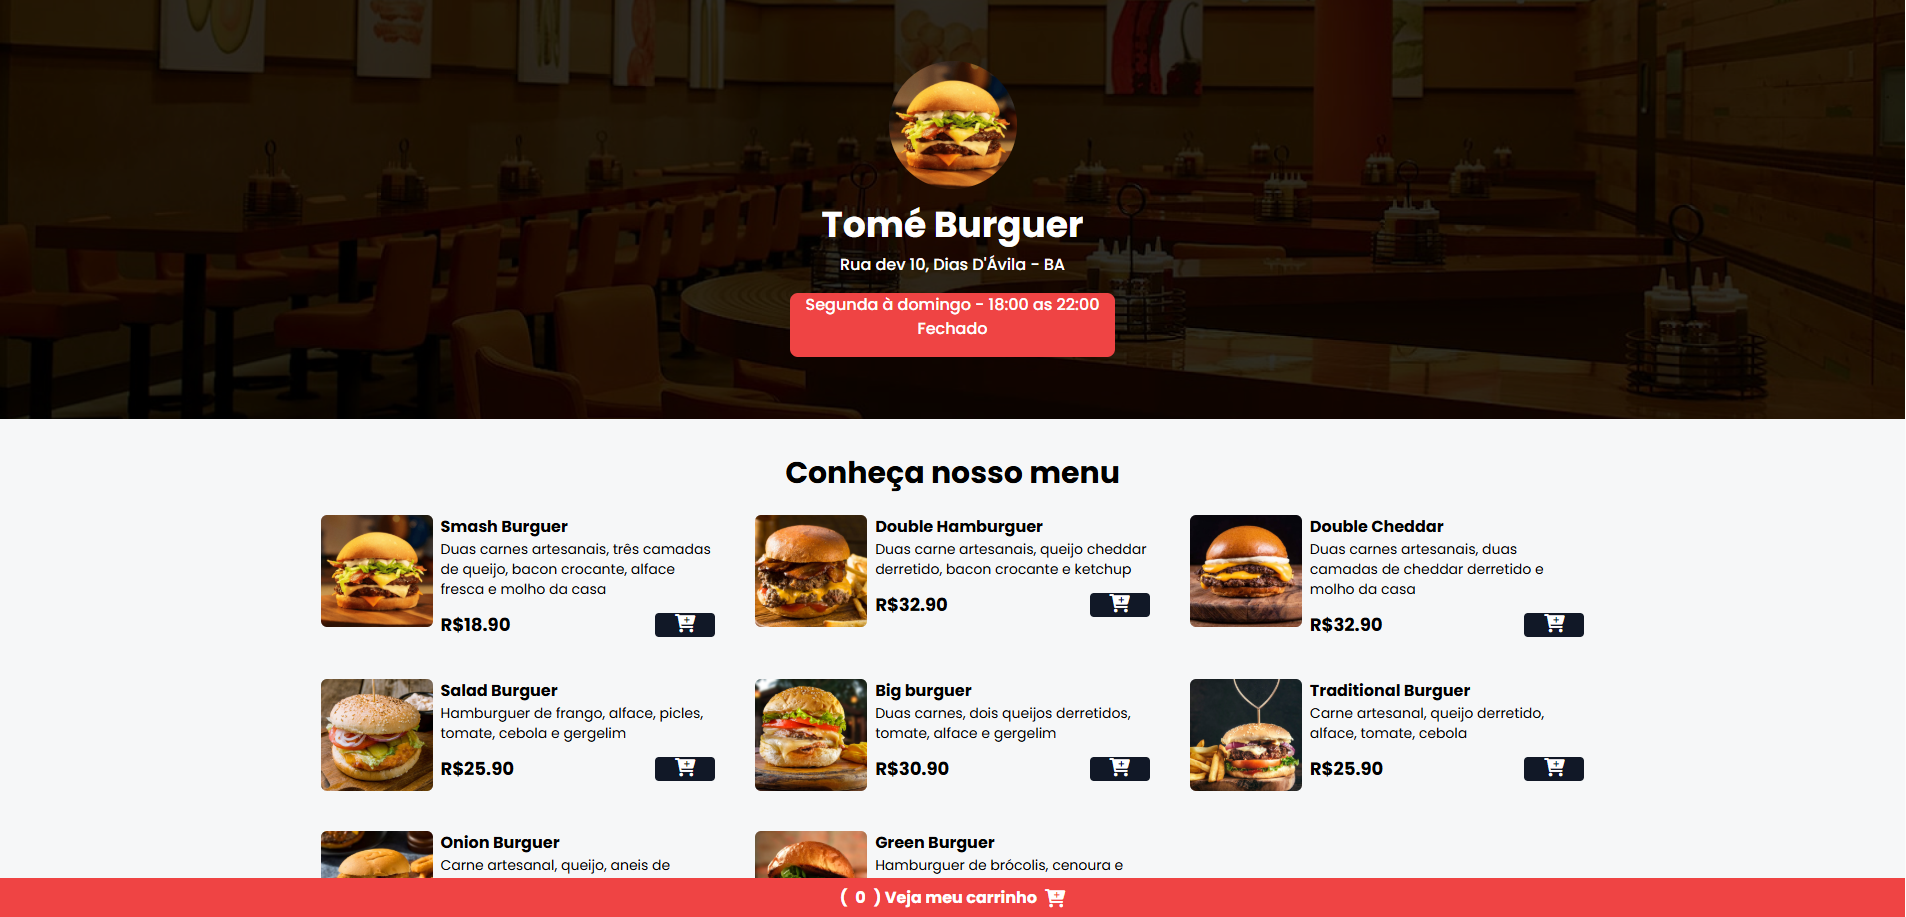 Tomé Burguer
Rua dev 10, Dias D'Ávila - BA
Segunda à domingo - 18:00 as 22:00
Fechado
Conheça nosso menu
Smash Burguer
Duas carnes artesanais, três camadas
de queijo, bacon crocante, alface
fresca e molho da casa
R$18.90
Double Hamburguer
Duas carne artesanais, queijo cheddar
derretido, bacon crocante e ketchup
R$32.90
Double Cheddar
Duas carnes artesanais, duas
camadas de cheddar derretido e
molho da casa
R$32.90
Salad Burguer
Hamburguer de frango, alface, picles,
tomate, cebola e gergelim
R$25.90
Big burguer
Duas carnes, dois queijos derretidos,
tomate, alface e gergelim
R$30.90
Traditional Burguer
Carne artesanal, queijo derretido,
alface, tomate, cebola
R$25.90
Onion Burguer
Carne artesanal, queijo, aneis de
Green Burguer
Hamburguer de brócolis, cenoura e
( 0 ) Veja meu carrinho